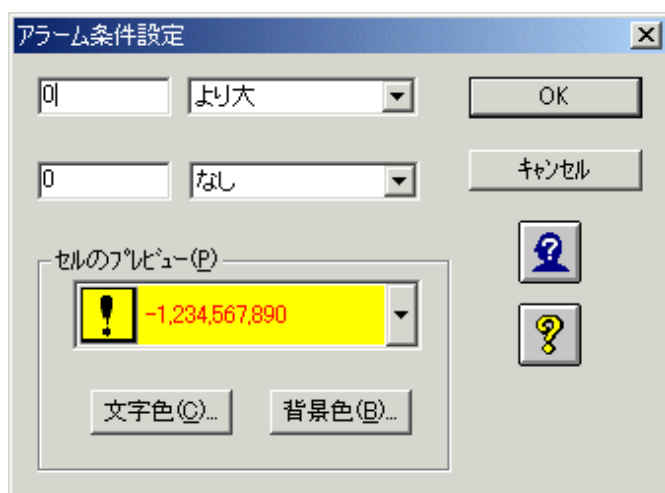 アラーム条件設定
0 より大 OK
0 なし キャンセル
セルのプレビュー(P)
-1,234,567,890
文字色(C)... 背景色(B)...